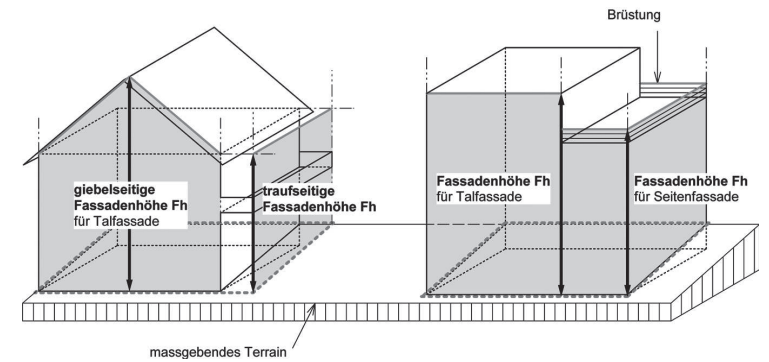 Brüstung
giebelseitige
Fassadenhöhe Fh
für Talfassade
traufseitige
Fassadenhöhe Fh
Fassadenhöhe Fh
für Talfassade
Fassadenhöhe Fh
für Seitenfassade
massgebendes Terrain